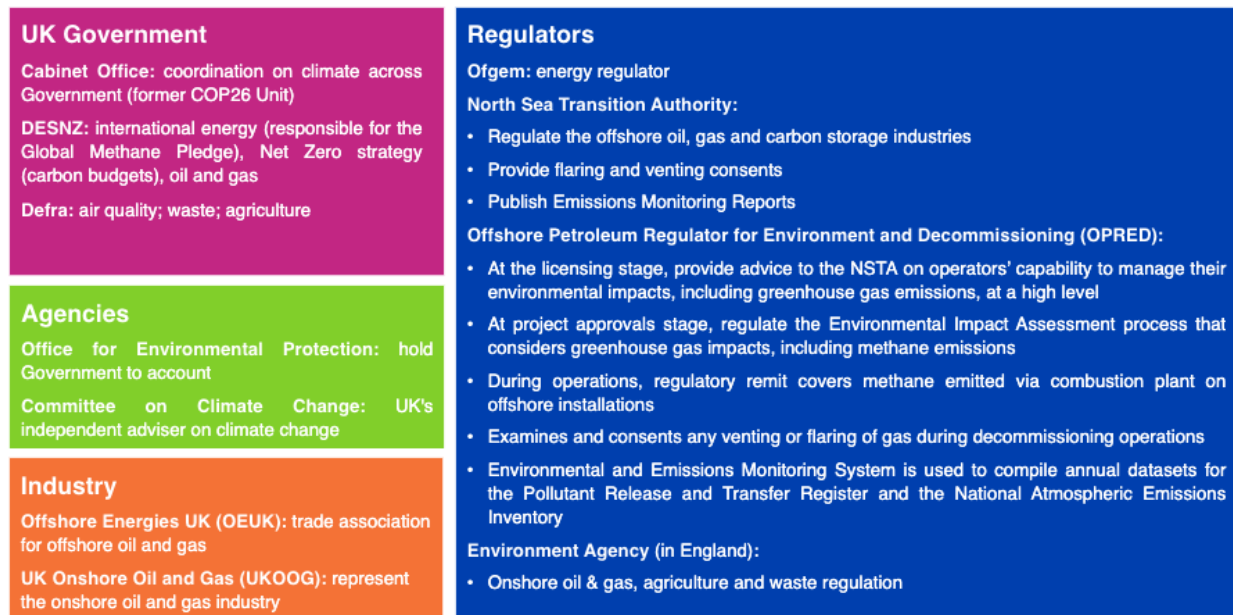 UK Government
Cabinet Office: coordination on climate across
Government (former COP26 Unit)
DESNZ: international energy (responsible for the
Global Methane Pledge), Net Zero strategy
(carbon budgets), oil and gas
Defra: air quality; waste; agriculture
Agencies
Office for Environmental Protection: hold
Government to account
Committee on Climate Change: UK's
independent adviser on climate change
Industry
Offshore Energies UK (OEUK): trade association
for offshore oil and gas
UK Onshore Oil and Gas (UKOOG): represent
the onshore oil and gas industry
Regulators
Ofgem: energy regulator
North Sea Transition Authority:
• Regulate the offshore oil, gas and carbon storage industries
• Provide flaring and venting consents
• Publish Emissions Monitoring Reports
Offshore Petroleum Regulator for Environment and Decommissioning (OPRED):
• At the licensing stage, provide advice to the NSTA on operators' capability to manage their
environmental impacts, including greenhouse gas emissions, at a high level
• At project approvals stage, regulate the Environmental Impact Assessment process that
considers greenhouse gas impacts, including methane emissions
• During operations, regulatory remit covers methane emitted via combustion plant on
offshore installations
• Examines and consents any venting or flaring of gas during decommissioning operations
• Environmental and Emissions Monitoring System is used to compile annual datasets for
the Pollutant Release and Transfer Register and the National Atmospheric Emissions
Inventory
Environment Agency (in England):
• Onshore oil & gas, agriculture and waste regulation